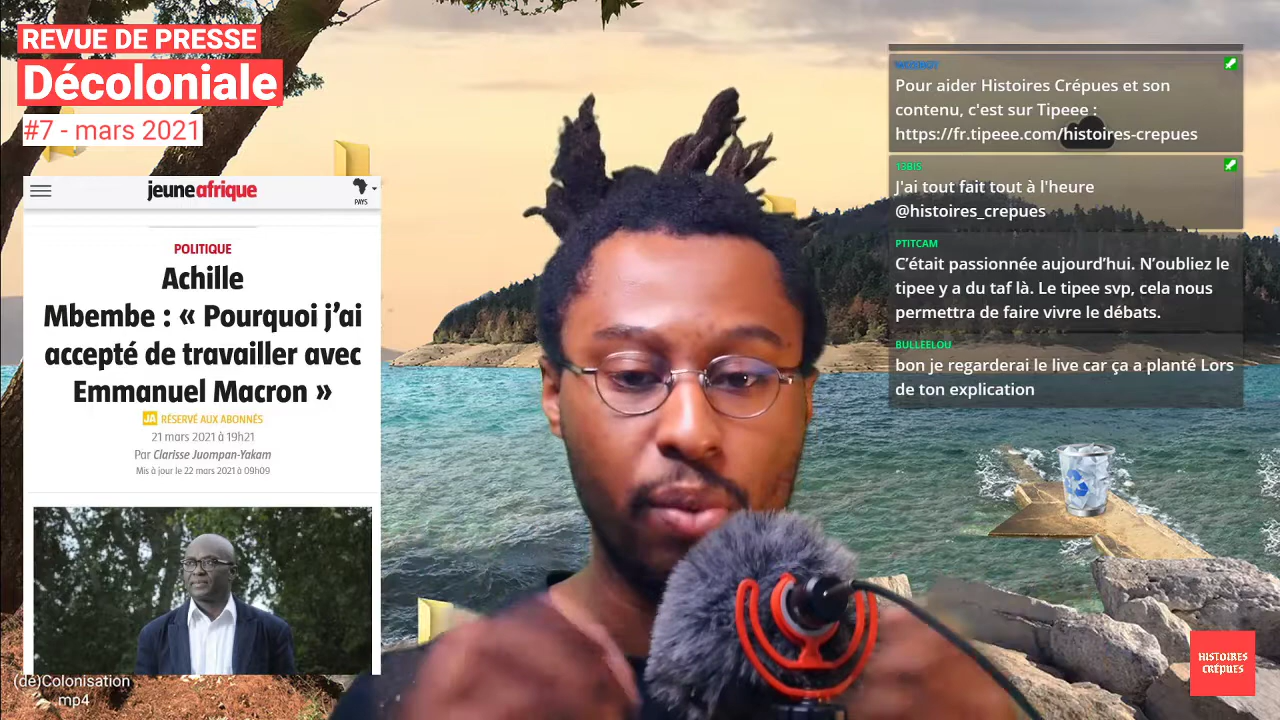 REVUE DE PRESSE
Décoloniale
#7 - mars 2021
jeuneafrique
PAYS
POLITIQUE
Achille
Mbembe : « Pourquoi j’ai
accepté de travailler avec
Emmanuel Macron »
JA RÉSERVÉ AUX ABONNÉS
21 mars 2021 à 19h21
Par Clarisse Juompan-Yakam
Mis à jour le 22 mars 2021 à 09h09
(de)Colonisation
mp4
Pour aider Histoires Crépues et son
contenu, c'est sur Tipeee :
https://fr.tipeee.com/histoires-crepues
13BIS
J'ai tout fait tout à l'heure
@histoires_crepues
PTITCAM
C’était passionnée aujourd’hui. N’oubliez le
tipee y a du taf là. Le tipee svp, cela nous
permettra de faire vivre le débats.
BULLEELOU
bon je regarderai le live car ça a planté Lors
de ton explication
HISTOIRES
CRÉPUES